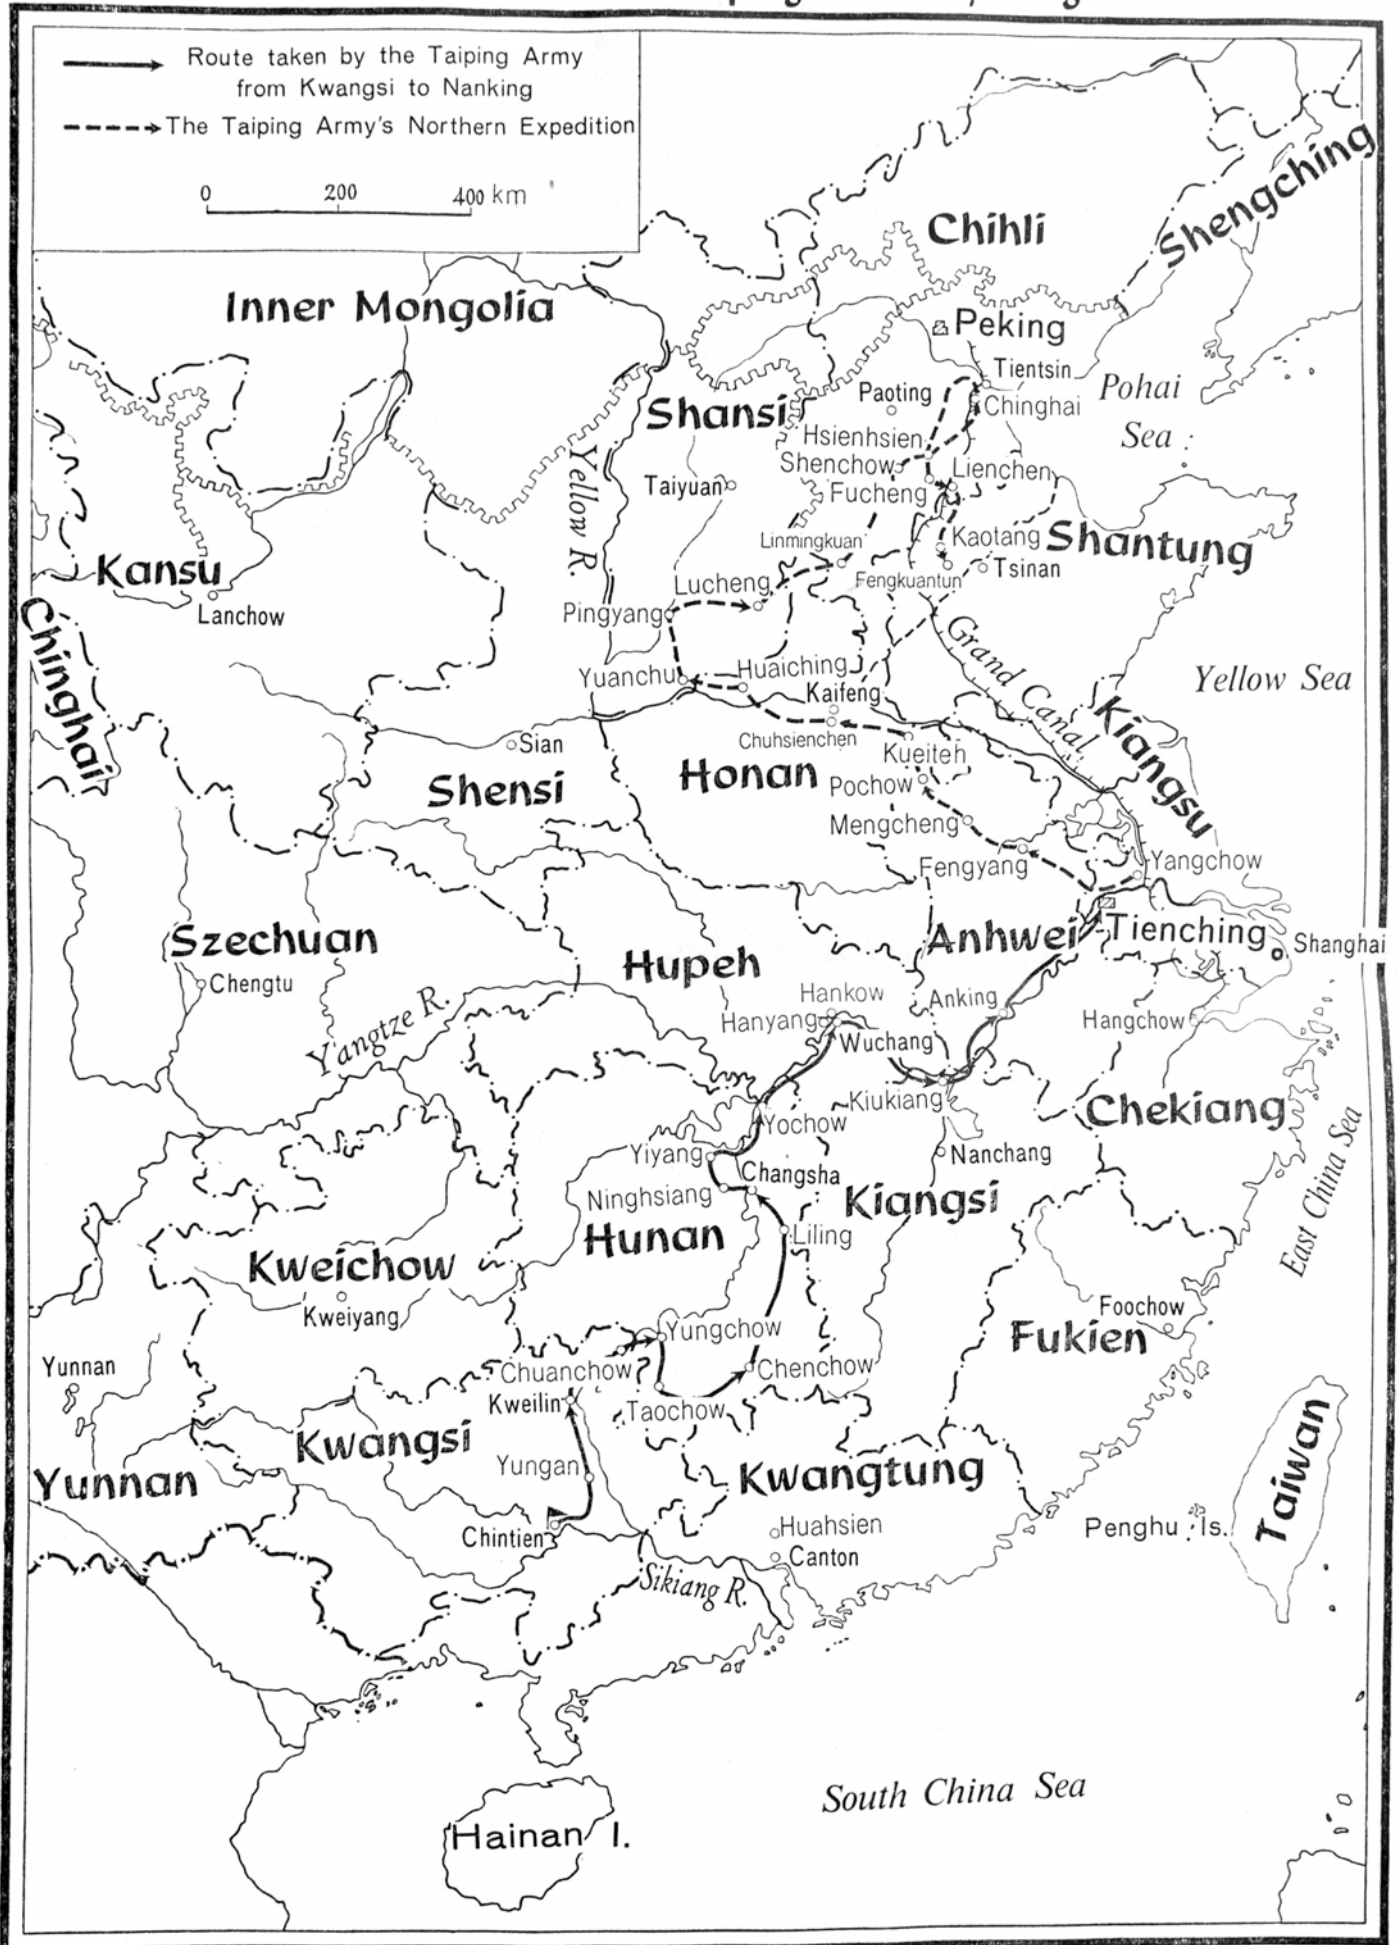 Route taken by the Taiping Army
from Kwangsi to Nanking
The Taiping Army's Northern Expedition
0 200 400 km
Shengching
Chihli
Inner Mongolia
Peking
Tientsin
Pohai
Sea
Paoting
Chinghai
Shansi
Hsienhsien
Shenchow
Lienchen
Taiyuan
Fucheng
Yellow R.
Linmingkuan
Kaotang
Shantung
Kansu
Lucheng
Fengkuantun
Tsinan
Lanchow
Pingyang
Chinghai
Grand Canal
Yuanchu
Huaiching
Yellow Sea
Kaifeng
Kiangsu
Sian
Chuhsienchen
Kueiteh
Shensi
Honan
Pochow
Mengcheng
Fengyang
Yangchow
Szechuan
Anhwei
Tienching
Shanghai
Hupeh
Chengtu
Hankow
Anking
Yangtze R.
Hanyang
Hangchow
Wuchang
Kiukiang
Chekiang
Yochow
Yiyang
Nanchang
East China Sea
Changsha
Ninghsiang
Kiangsi
Hunan
Liling
Kweichow
Kweiyang
Foochow
Yungchow
Fukien
Yunnan
Chuanchow
Chenchow
Kweilin
Taochow
Kwangsi
Taiwan
Yungan
Yunnan
Kwangtung
Chintien
Huahsien
Penghu Is.
Canton
Sikiang R.
South China Sea
Hainan I.